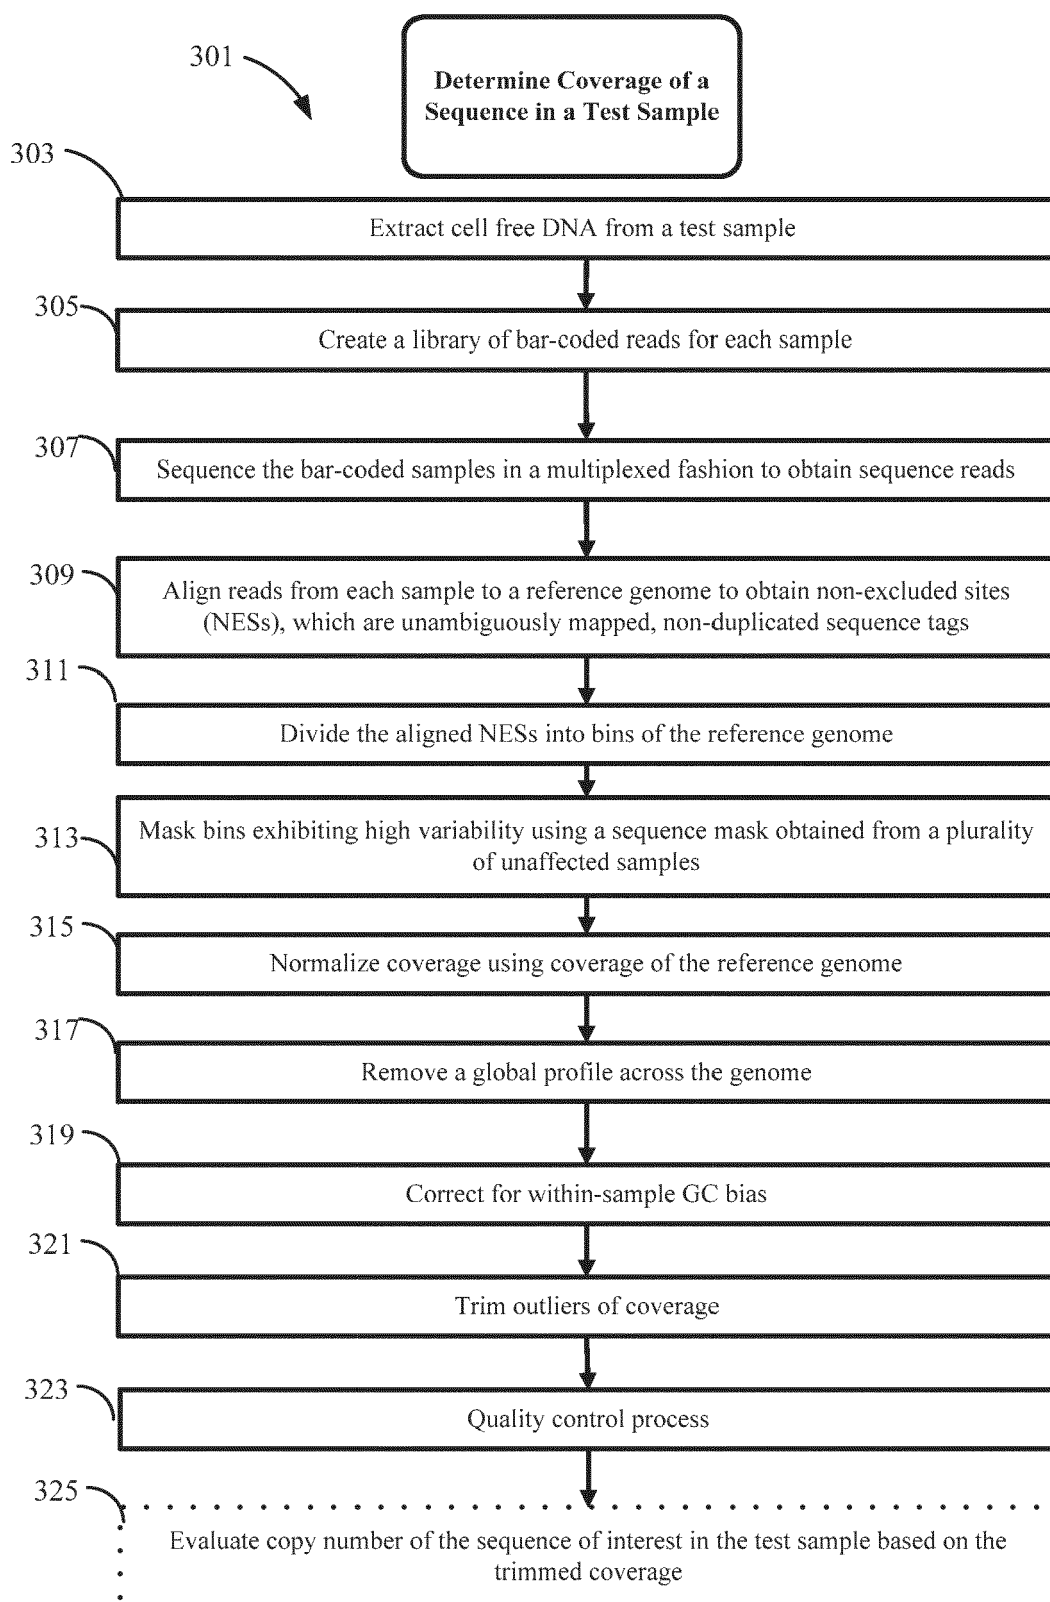 301
Determine Coverage of a
Sequence in a Test Sample
303
Extract cell free DNA from a test sample
305
Create a library of bar-coded reads for each sample
307
Sequence the bar-coded samples in a multiplexed fashion to obtain sequence reads
309
Align reads from each sample to a reference genome to obtain non-excluded sites
(NESs), which are unambiguously mapped, non-duplicated sequence tags
311
Divide the aligned NESs into bins of the reference genome
313
Mask bins exhibiting high variability using a sequence mask obtained from a plurality
of unaffected samples
315
Normalize coverage using coverage of the reference genome
317
Remove a global profile across the genome
319
Correct for within-sample GC bias
321
Trim outliers of coverage
323
Quality control process
325
Evaluate copy number of the sequence of interest in the test sample based on the
trimmed coverage